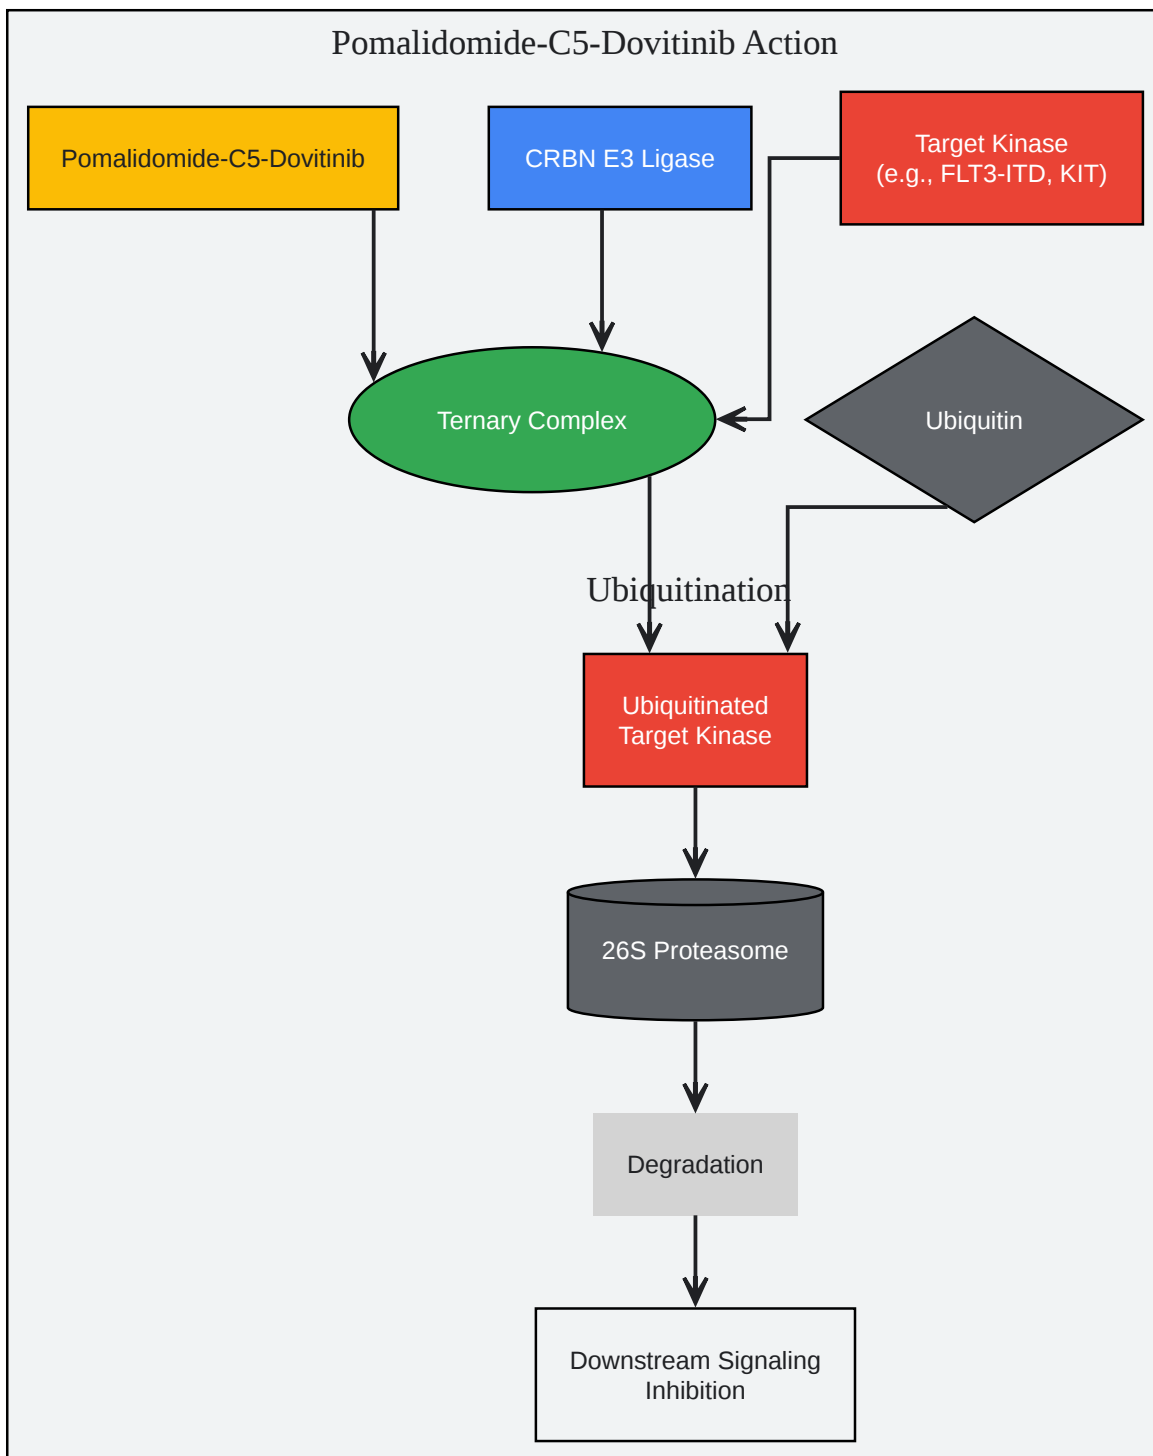 Pomalidomide-C5-Dovitinib Action
Pomalidomide-C5-Dovitinib
CRBN E3 Ligase
Target Kinase
(e.g., FLT3-ITD, KIT)
Ternary Complex
Ubiquitin
Ubiquitination
Ubiquitinated
Target Kinase
26S Proteasome
Degradation
Downstream Signaling
Inhibition